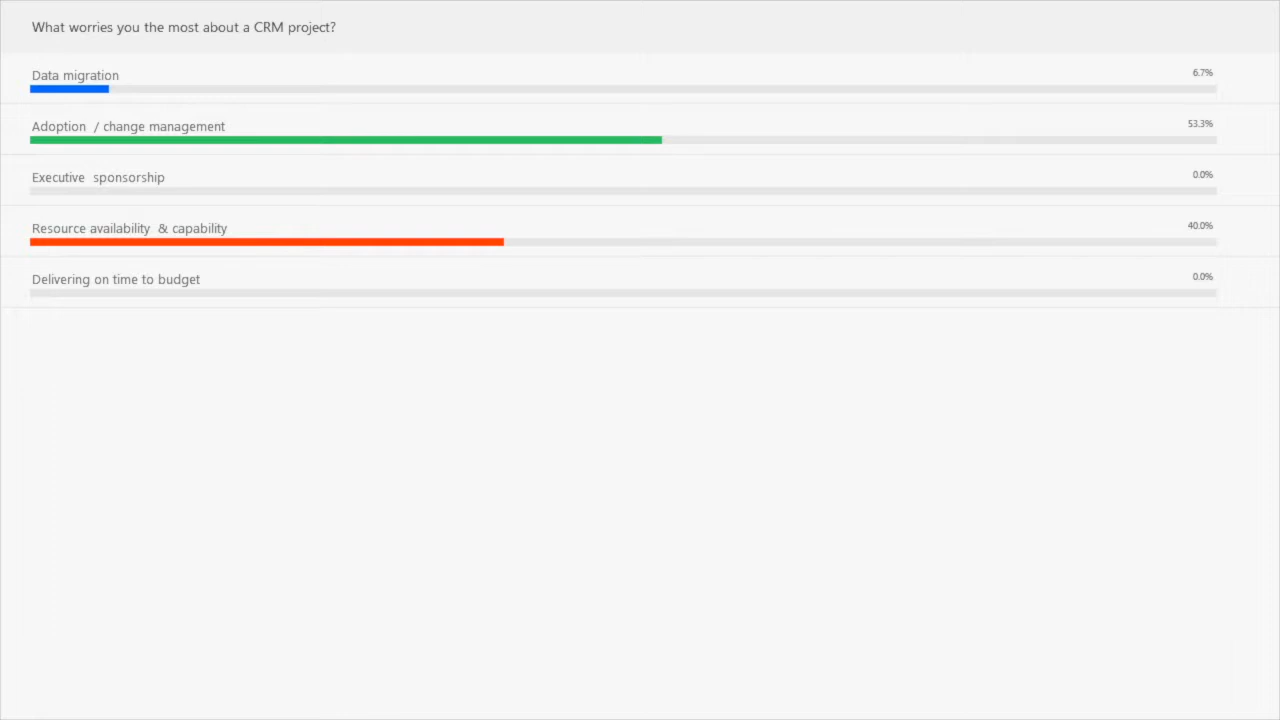 What worries you the most about a CRM project?
Data migration
6.7%
Adoption / change management
53.3%
Executive sponsorship
0.0%
Resource availability & capability
40.0%
Delivering on time to budget
0.0%